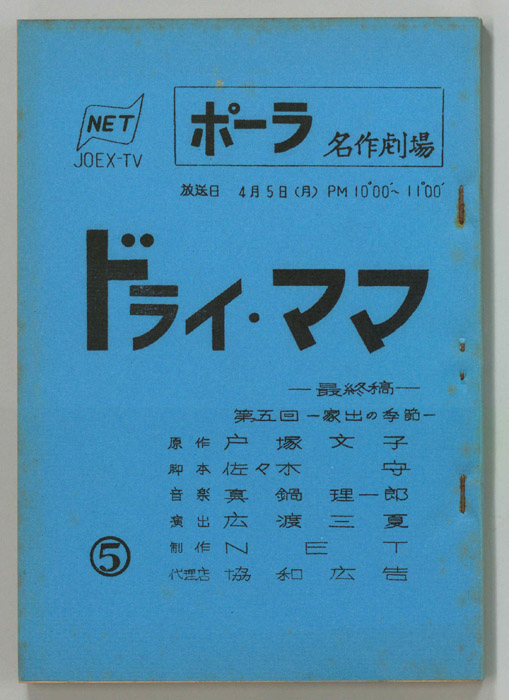 NET
JOEX-TV
ポーラ 名作劇場
放送日 4月5日(月) PM10°00'~11°00'
ドライ・ママ
—最終稿—
第五回 —家出の季節—
原作 戸塚文子
脚本 佐々木守
音楽 真鍋理一郎
演出 広渡三夏
制作 NET
代理店 協和広告
⑤